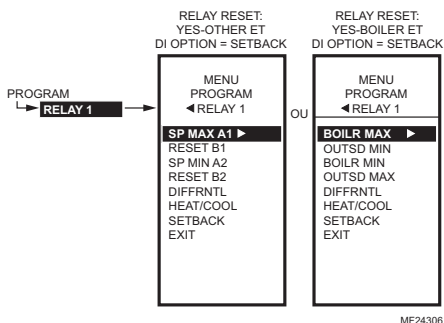 RELAY RESET:
YES-OTHER ET
DI OPTION = SETBACK
PROGRAM
RELAY 1
MENU
PROGRAM
◄RELAY 1
SP MAX A1 ►
RESET B1
SP MIN A2
RESET B2
DIFFRNTL
HEAT/COOL
SETBACK
EXIT
OU
RELAY RESET:
YES-BOILER ET
DI OPTION = SETBACK
MENU
PROGRAM
◄RELAY 1
BOILR MAX ►
OUTSD MIN
BOILR MIN
OUTSD MAX
DIFFRNTL
HEAT/COOL
SETBACK
EXIT
MF24306